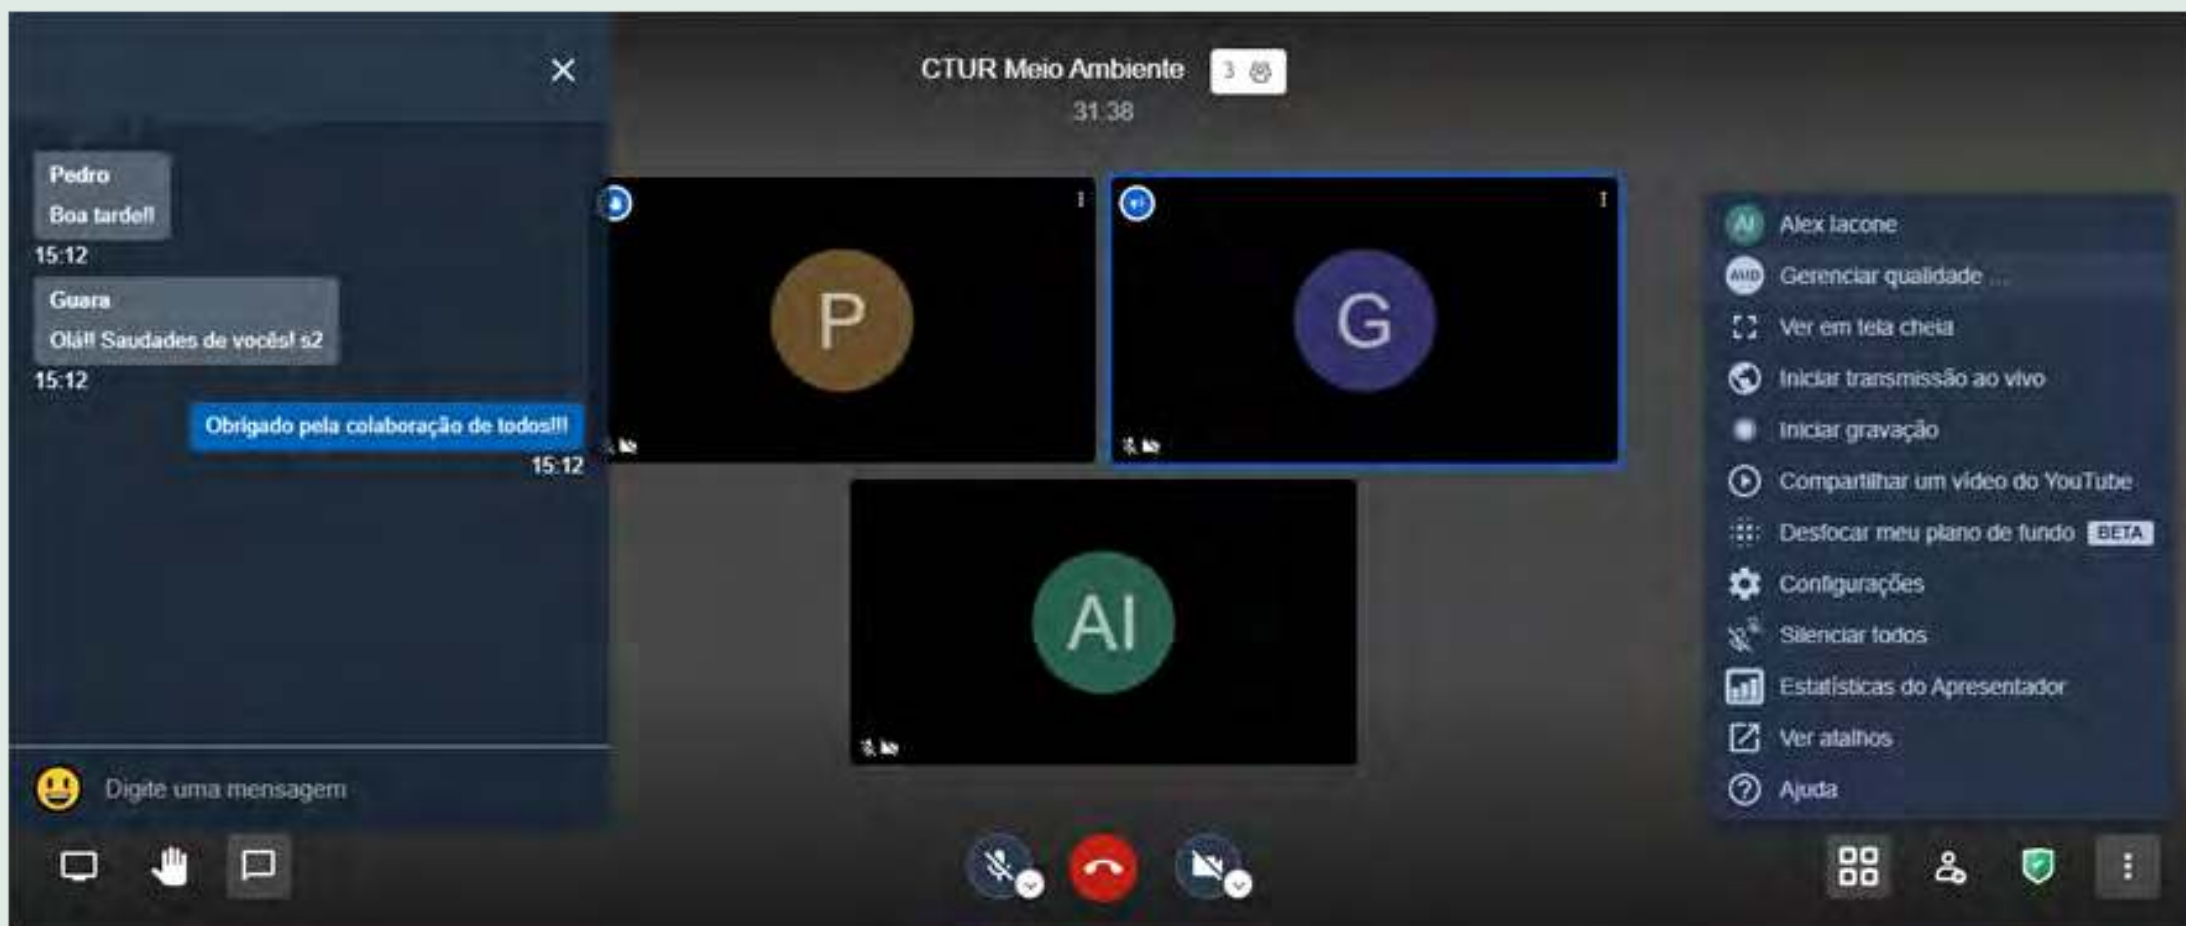 CTUR Meio Ambiente
3
31:38
Pedro
Boa tarde!!
15:12
Guara
Olá!! Saudades de vocês! s2
15:12
Obrigado pela colaboração de todos!!!
15:12
Digite uma mensagem
P
G
AI
AI Alex Iacone
AUD Gerenciar qualidade ...
Ver em tela cheia
Iniciar transmissão ao vivo
Iniciar gravação
Compartilhar um vídeo do YouTube
Desfocar meu plano de fundo BETA
Configurações
Silenciar todos
Estatísticas do Apresentador
Ver atalhos
Ajuda